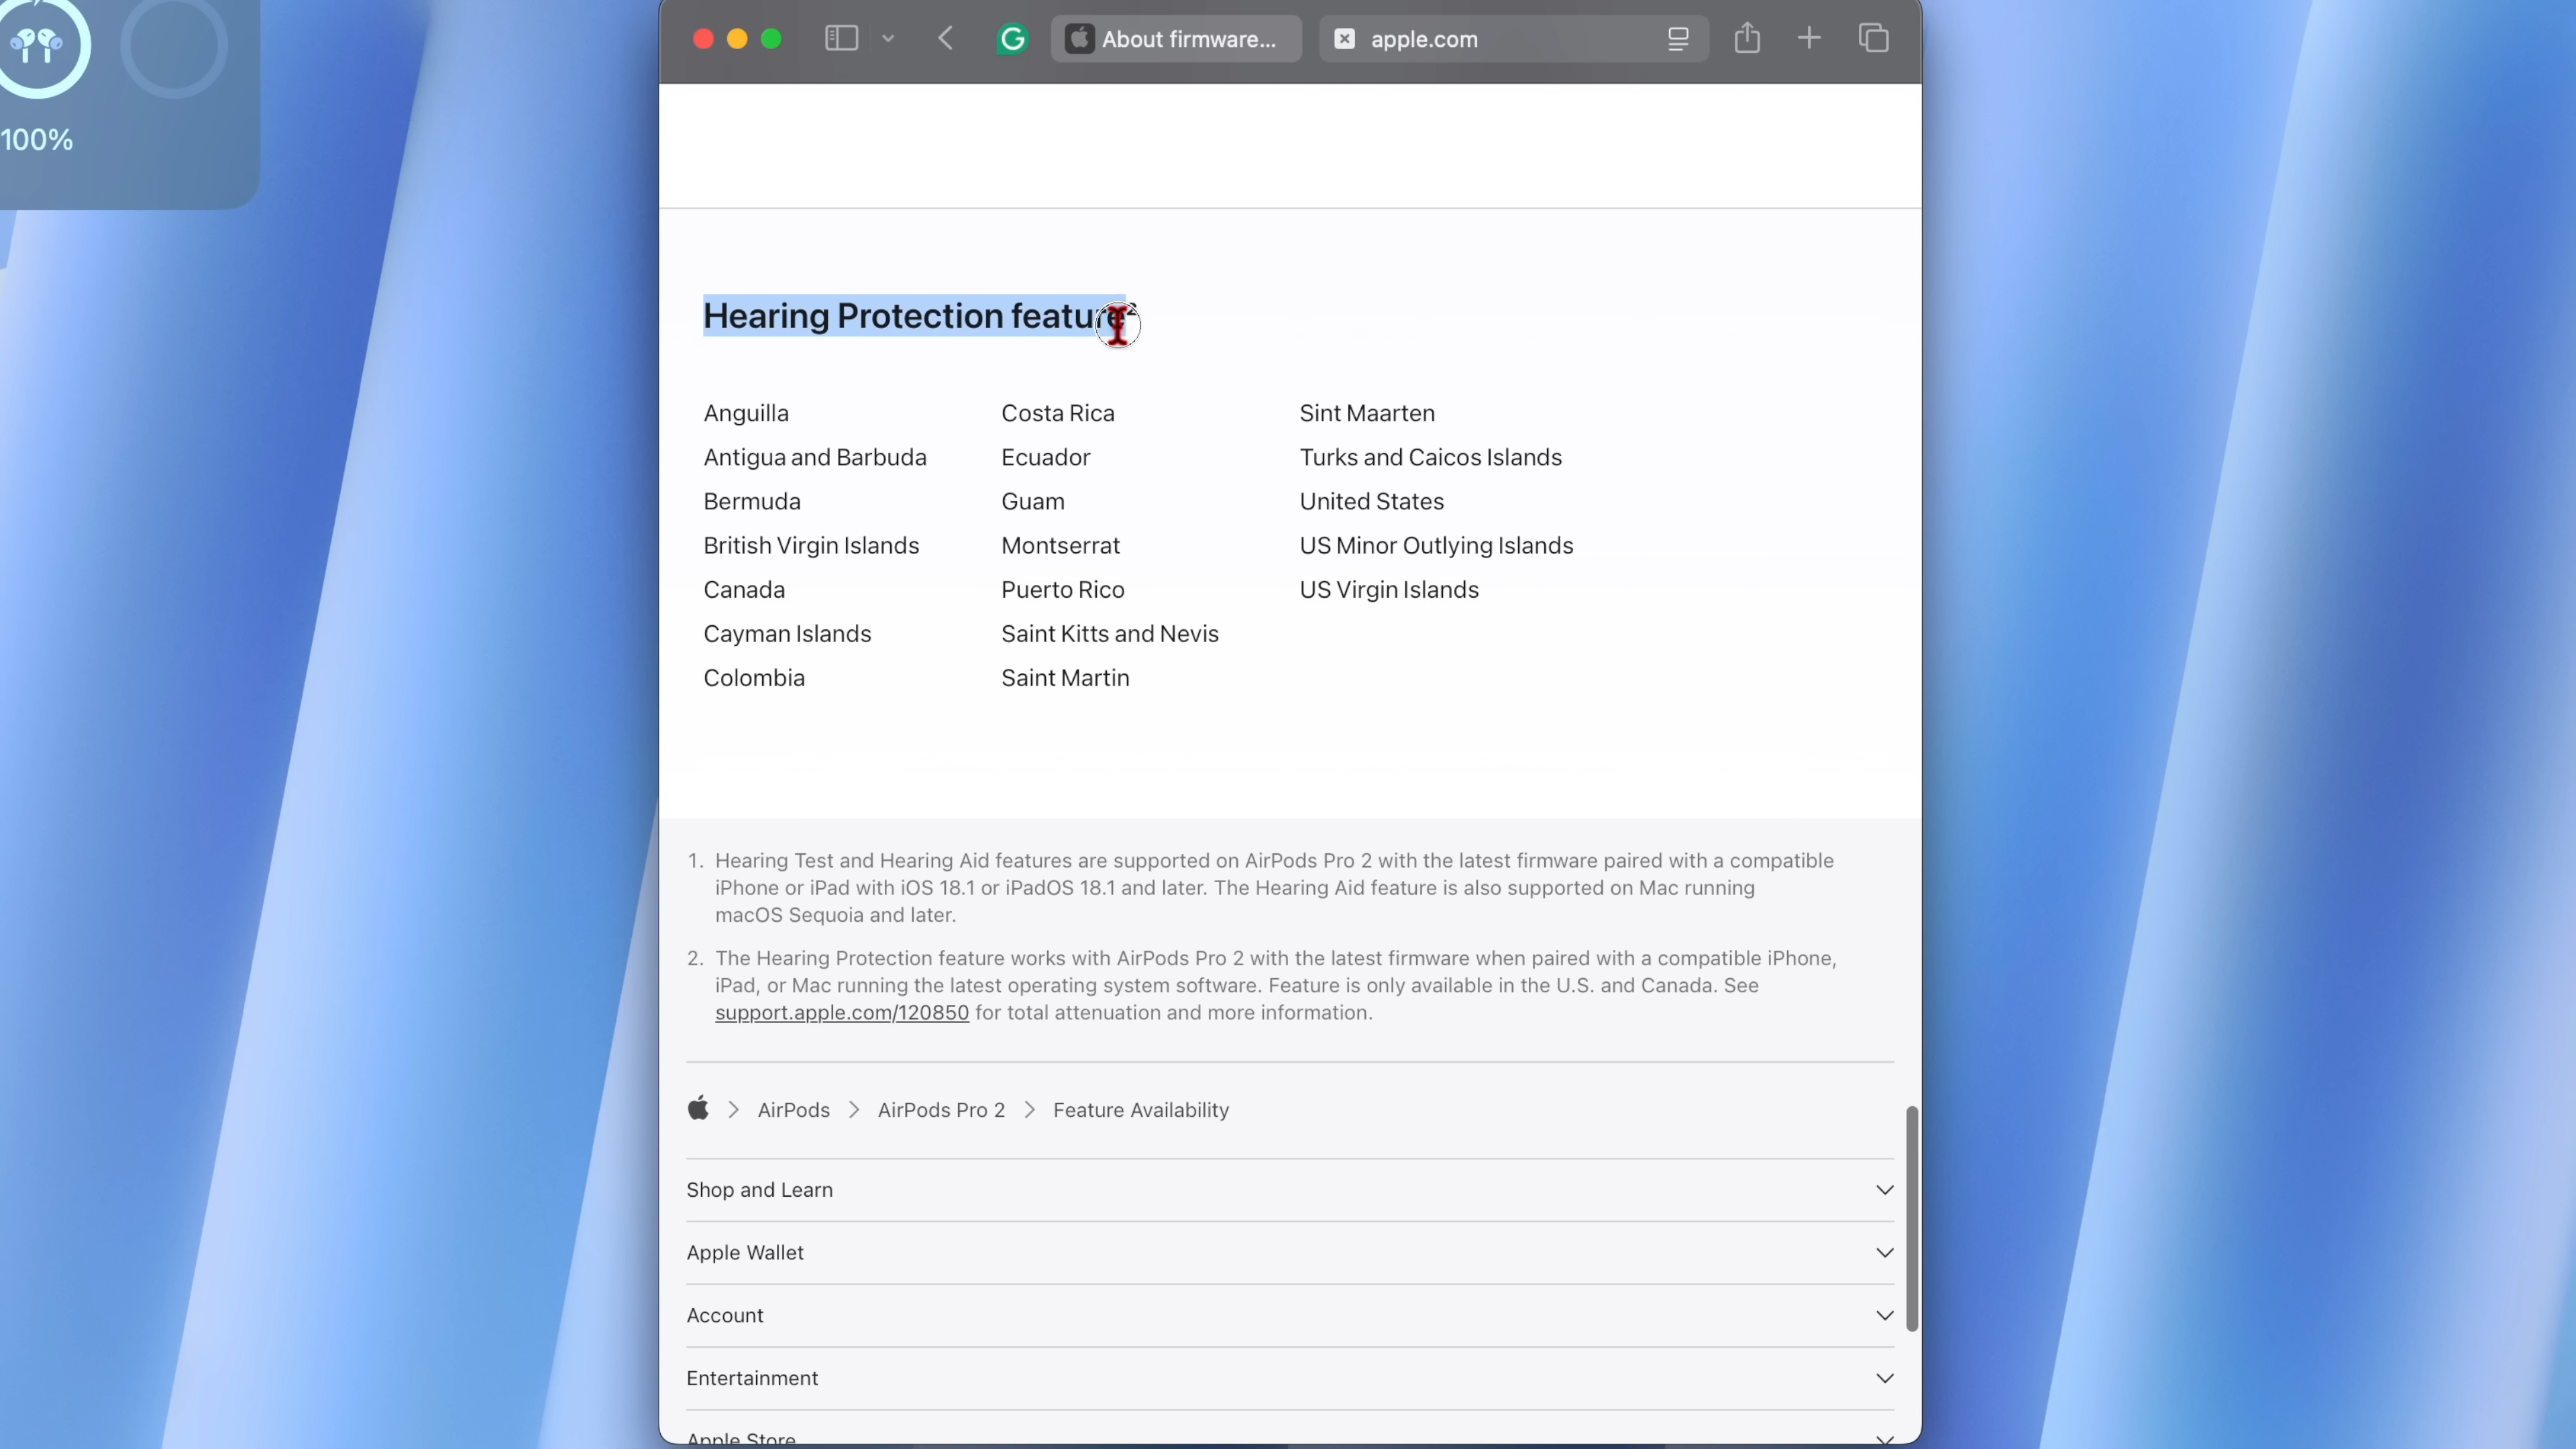 100%
About firmware...
apple.com
Hearing Protection feature²
Anguilla
Antigua and Barbuda
Bermuda
British Virgin Islands
Canada
Cayman Islands
Colombia
Costa Rica
Ecuador
Guam
Montserrat
Puerto Rico
Saint Kitts and Nevis
Saint Martin
Sint Maarten
Turks and Caicos Islands
United States
US Minor Outlying Islands
US Virgin Islands
1. Hearing Test and Hearing Aid features are supported on AirPods Pro 2 with the latest firmware paired with a compatible
iPhone or iPad with iOS 18.1 or iPadOS 18.1 and later. The Hearing Aid feature is also supported on Mac running
macOS Sequoia and later.
2. The Hearing Protection feature works with AirPods Pro 2 with the latest firmware when paired with a compatible iPhone,
iPad, or Mac running the latest operating system software. Feature is only available in the U.S. and Canada. See
support.apple.com/120850 for total attenuation and more information.
AirPods > AirPods Pro 2 > Feature Availability
Shop and Learn
Apple Wallet
Account
Entertainment
Apple Store